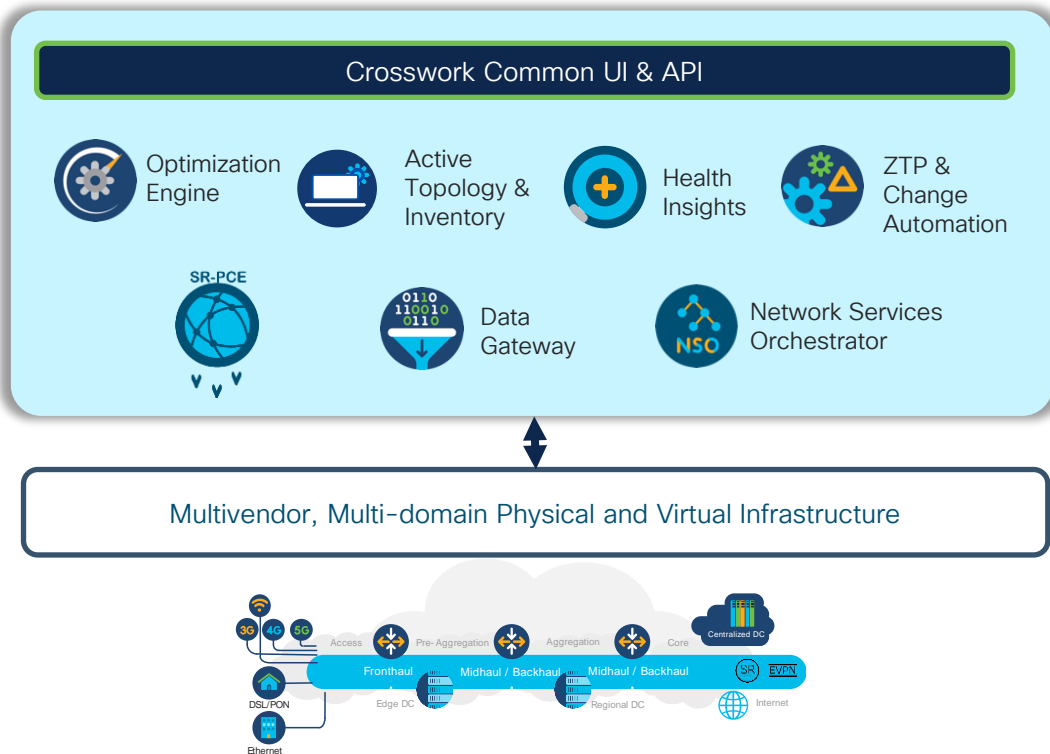 Crosswork Common UI & API
Optimization
Engine
Active
Topology &
Inventory
Health
Insights
ZTP &
Change
Automation
SR-PCE
0110
110010
0110
Data
Gateway
NSO
Network Services
Orchestrator
Multivendor, Multi-domain Physical and Virtual Infrastructure
3G
4G
5G
Access
Pre-Aggregation
Aggregation
Core
Centralized DC
Fronthaul
Midhaul / Backhaul
Midhaul / Backhaul
SR
EVPN
DSL/PON
Edge DC
Regional DC
Internet
Ethernet